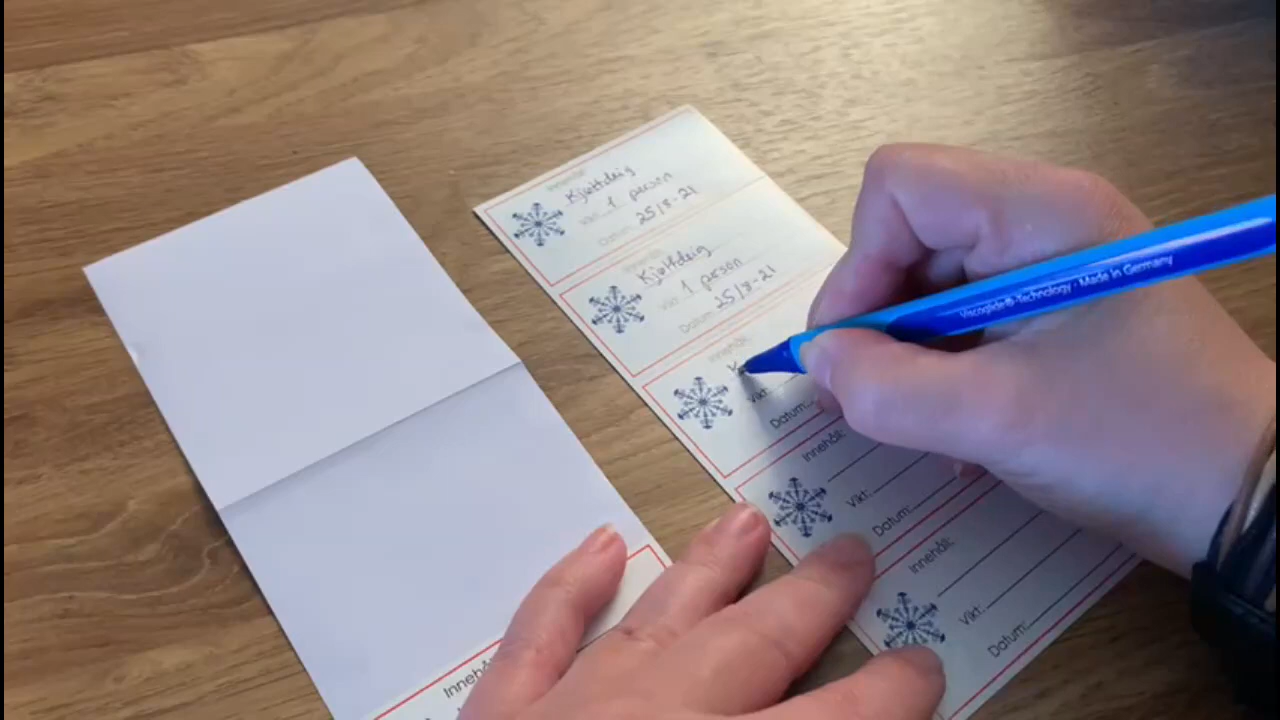 Kjøttdeig
Vikt: 1 person
Datum: 25/8-21
Kjøttdeig
Vikt: 1 person
Datum: 25/8-21
Innehåll:
K
Vikt:
Datum:
Innehåll:
Vikt:
Datum:
Innehåll:
Vikt:
Datum:
Viscoglide®-Technology · Made in Germany